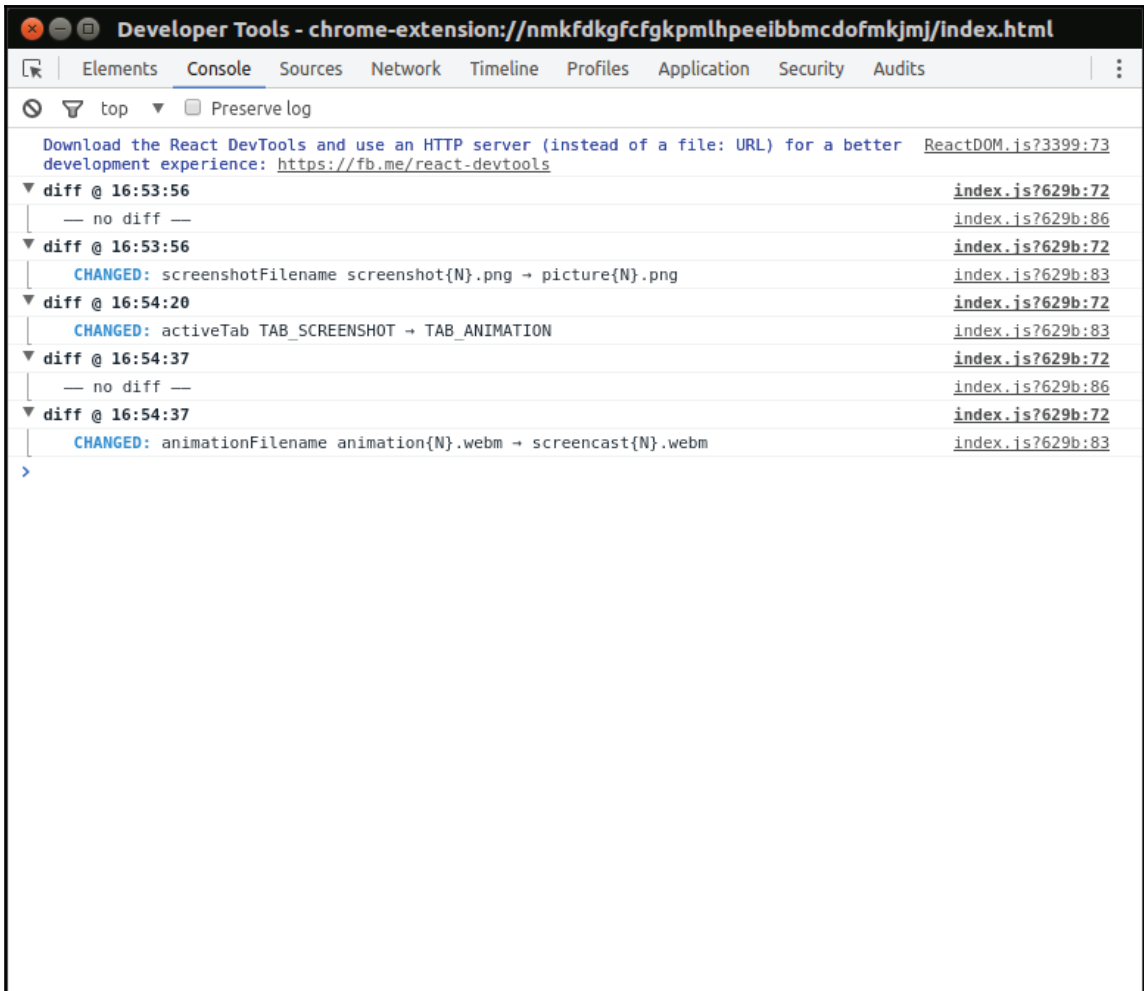 Developer Tools - chrome-extension://nmkfdkgfcfgkpmlhpeeibbmcdofmkjmj/index.html
Elements Console Sources Network Timeline Profiles Application Security Audits
top Preserve log
Download the React DevTools and use an HTTP server (instead of a file: URL) for a better ReactDOM.js?3399:73
development experience: https://fb.me/react-devtools
diff @ 16:53:56 index.js?629b:72
—— no diff —— index.js?629b:86
diff @ 16:53:56 index.js?629b:72
CHANGED: screenshotFilename screenshot{N}.png → picture{N}.png index.js?629b:83
diff @ 16:54:20 index.js?629b:72
CHANGED: activeTab TAB_SCREENSHOT → TAB_ANIMATION index.js?629b:83
diff @ 16:54:37 index.js?629b:72
—— no diff —— index.js?629b:86
diff @ 16:54:37 index.js?629b:72
CHANGED: animationFilename animation{N}.webm → screencast{N}.webm index.js?629b:83